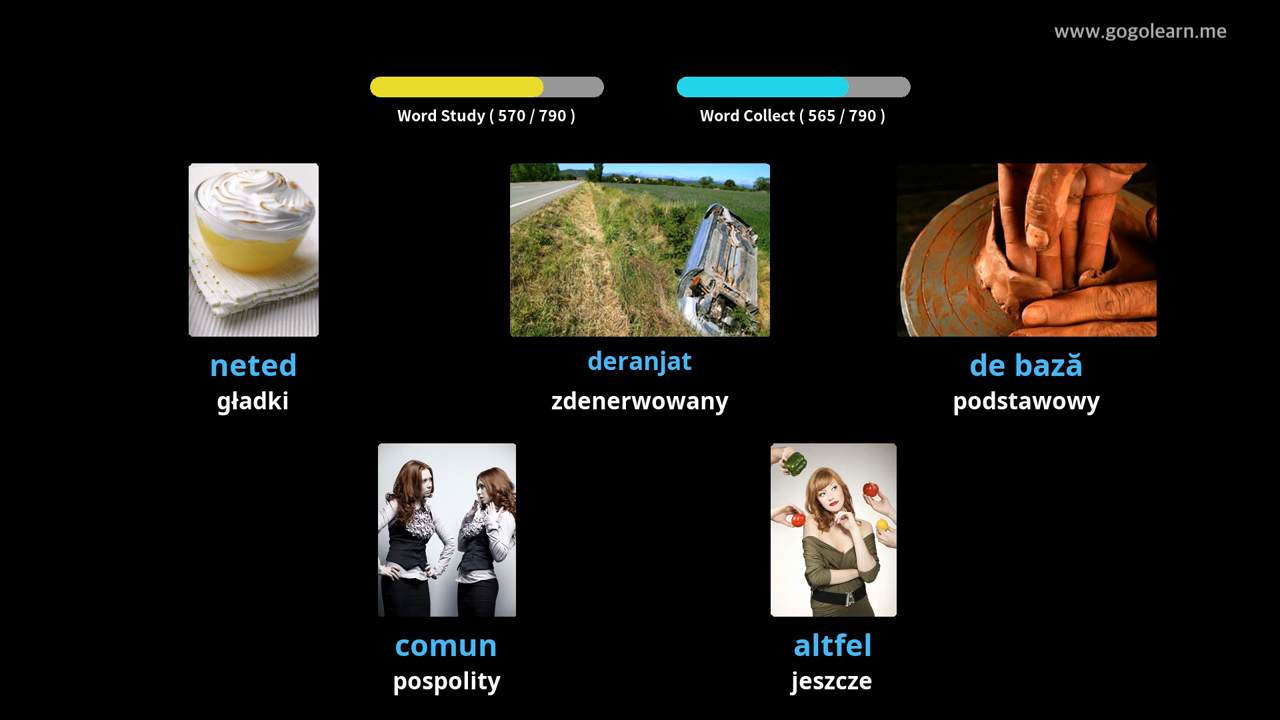 www.gogolearn.me
Word Study ( 570 / 790 )
Word Collect ( 565 / 790 )
neted
gładki
deranjat
zdenerwowany
de bază
podstawowy
comun
pospolity
altfel
jeszcze